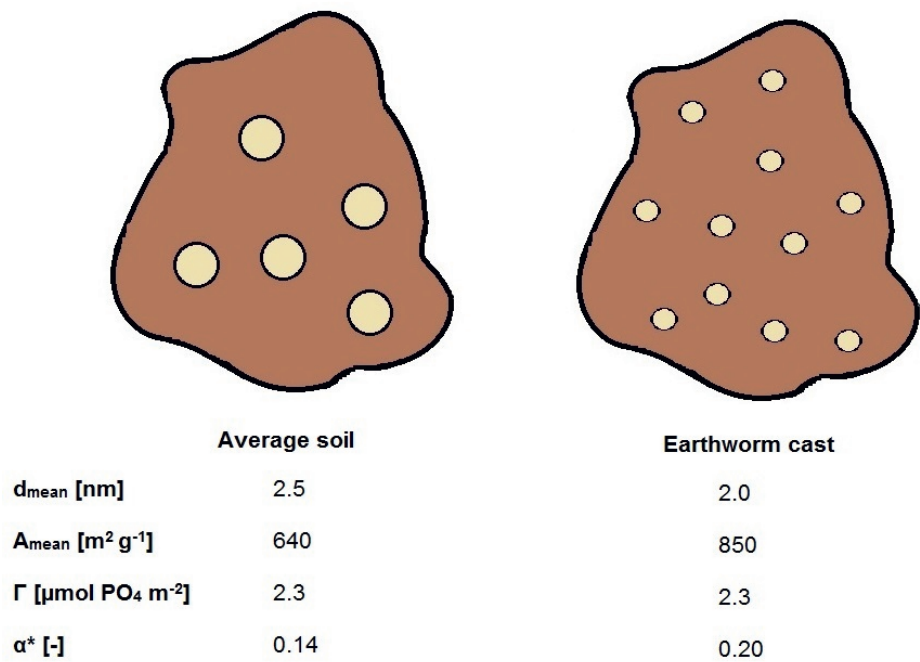 Average soil Earthworm cast
dmean [nm] 2.5 2.0
Amean [m² g⁻¹] 640 850
Γ [µmol PO₄ m⁻²] 2.3 2.3
α* [-] 0.14 0.20